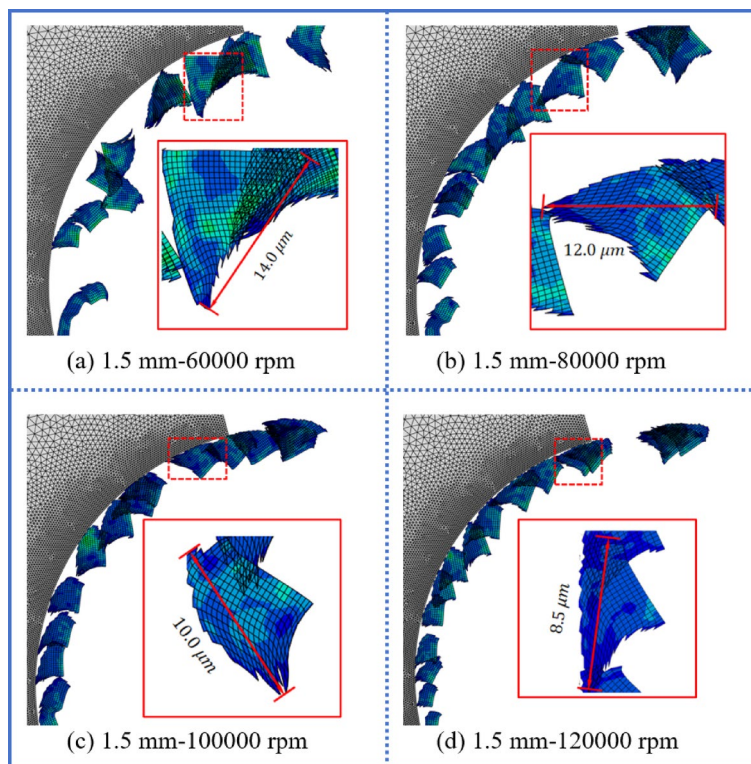 14.0 μm
(a) 1.5 mm-60000 rpm
12.0 μm
(b) 1.5 mm-80000 rpm
10.0 μm
(c) 1.5 mm-100000 rpm
8.5 μm
(d) 1.5 mm-120000 rpm